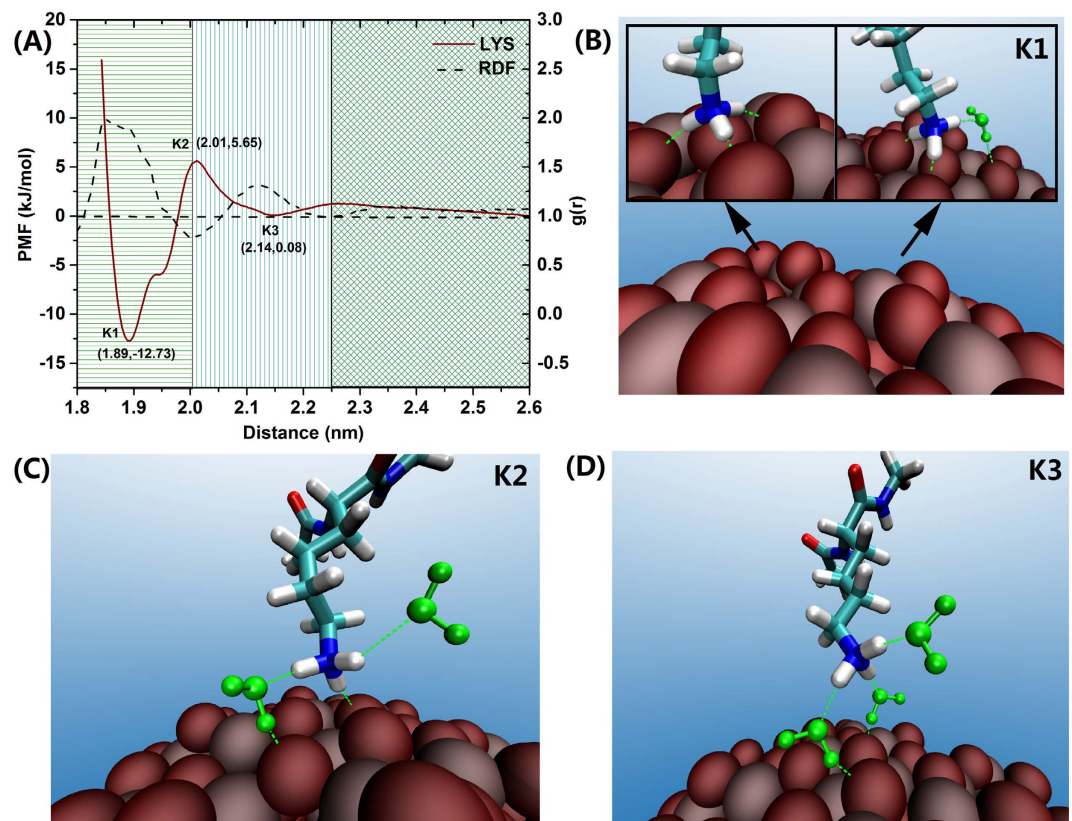 (A)
20
15
10
5
0
-5
-10
-15
PMF (kJ/mol)
1.8 1.9 2.0 2.1 2.2 2.3 2.4 2.5 2.6
Distance (nm)
3.0
2.5
2.0
1.5
1.0
0.5
0.0
-0.5
g(r)
LYS
RDF
K2 (2.01,5.65)
K3
(2.14,0.08)
K1
(1.89,-12.73)
(B)
K1
(C)
K2
(D)
K3